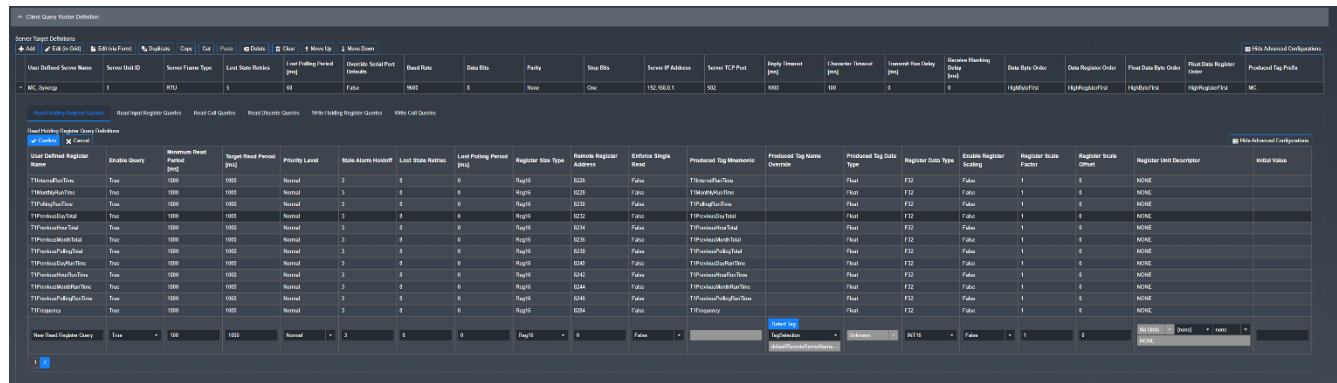 Client Query Roster Definition
Server Target Definitions
Add Edit (in Grid) Edit (via Form) Duplicate Copy Cut Paste Delete Clear Move Up Move Down Hide Advanced Configurations
User Defined Server Name Server Unit ID Server Frame Type Lost State Retries Lost Polling Period [ms] Override Serial Port Defaults Baud Rate Data Bits Parity Stop Bits Server IP Address Server TCP Port Reply Timeout [ms] Character Timeout [ms] Transmit Run Delay [ms] Receive Blanking Delay [ms] Data Byte Order Data Register Order Float Data Byte Order Float Data Register Order Produced Tag Prefix
MC_Synergy 1 RTU 5 60 False 9600 8 None One 192.168.0.1 502 1000 100 0 0 HighByteFirst HighRegisterFirst HighByteFirst HighRegisterFirst MC.
Read Holding Register Queries Read Input Register Queries Read Coil Queries Read Discrete Queries Write Holding Register Queries Write Coil Queries
Read Holding Register Query Definitions
Confirm Cancel Hide Advanced Configurations
User Defined Register Name Enable Query Minimum Read Period [ms] Target Read Period [ms] Priority Level Stale Alarm Holdoff Lost State Retries Lost Polling Period [ms] Register Size Type Remote Register Address Enforce Single Read Produced Tag Mnemonic Produced Tag Name Override Produced Tag Data Type Register Data Type Enable Register Scaling Register Scale Factor Register Scale Offset Register Unit Descriptor Initial Value
T1InternalRunTime True 1000 1000 Normal 3 0 0 Reg16 8226 False T1InternalRunTime Float F32 False 1 0 NONE
T1MonthlyRunTime True 1000 1000 Normal 3 0 0 Reg16 8228 False T1MonthlyRunTime Float F32 False 1 0 NONE
T1PollingRunTime True 1000 1000 Normal 3 0 0 Reg16 8230 False T1PollingRunTime Float F32 False 1 0 NONE
T1PreviousDayTotal True 1000 1000 Normal 3 0 0 Reg16 8232 False T1PreviousDayTotal Float F32 False 1 0 NONE
T1PreviousHourTotal True 1000 1000 Normal 3 0 0 Reg16 8234 False T1PreviousHourTotal Float F32 False 1 0 NONE
T1PreviousMonthTotal True 1000 1000 Normal 3 0 0 Reg16 8236 False T1PreviousMonthTotal Float F32 False 1 0 NONE
T1PreviousPollingTotal True 1000 1000 Normal 3 0 0 Reg16 8238 False T1PreviousPollingTotal Float F32 False 1 0 NONE
T1PreviousDayRunTime True 1000 1000 Normal 3 0 0 Reg16 8240 False T1PreviousDayRunTime Float F32 False 1 0 NONE
T1PreviousHourRunTime True 1000 1000 Normal 3 0 0 Reg16 8242 False T1PreviousHourRunTime Float F32 False 1 0 NONE
T1PreviousMonthRunTime True 1000 1000 Normal 3 0 0 Reg16 8244 False T1PreviousMonthRunTime Float F32 False 1 0 NONE
T1PreviousPollingRunTime True 1000 1000 Normal 3 0 0 Reg16 8246 False T1PreviousPollingRunTime Float F32 False 1 0 NONE
T1Frequency True 1000 1000 Normal 3 0 0 Reg16 8284 False T1Frequency Float F32 False 1 0 NONE
Select Tag
New Read Register Query True 100 1000 Normal 3 0 0 Reg16 0 False TagSelection Unknown INT16 False 1 0 No Units [none] none
NONE
1 2